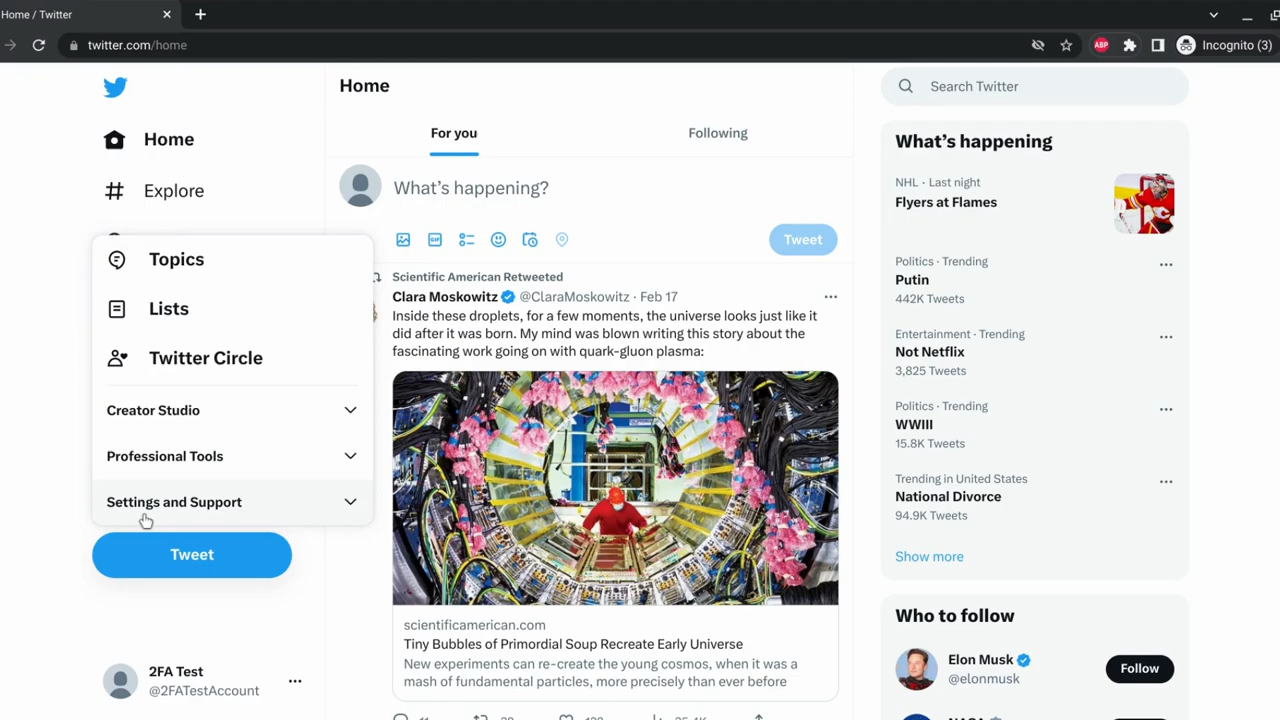 Home / Twitter
twitter.com/home
ABP
Incognito (3)
Home
Explore
Topics
Lists
Twitter Circle
Creator Studio
Professional Tools
Settings and Support
Tweet
2FA Test
@2FATestAccount
Home
For you
Following
What's happening?
GIF
Tweet
Scientific American Retweeted
Clara Moskowitz @ClaraMoskowitz · Feb 17
Inside these droplets, for a few moments, the universe looks just like it
did after it was born. My mind was blown writing this story about the
fascinating work going on with quark-gluon plasma:
scientificamerican.com
Tiny Bubbles of Primordial Soup Recreate Early Universe
New experiments can re-create the young cosmos, when it was a
mash of fundamental particles, more precisely than ever before
Search Twitter
What's happening
NHL · Last night
Flyers at Flames
Politics · Trending
Putin
442K Tweets
Entertainment · Trending
Not Netflix
3,825 Tweets
Politics · Trending
WWIII
15.8K Tweets
Trending in United States
National Divorce
94.9K Tweets
Show more
Who to follow
Elon Musk
@elonmusk
Follow